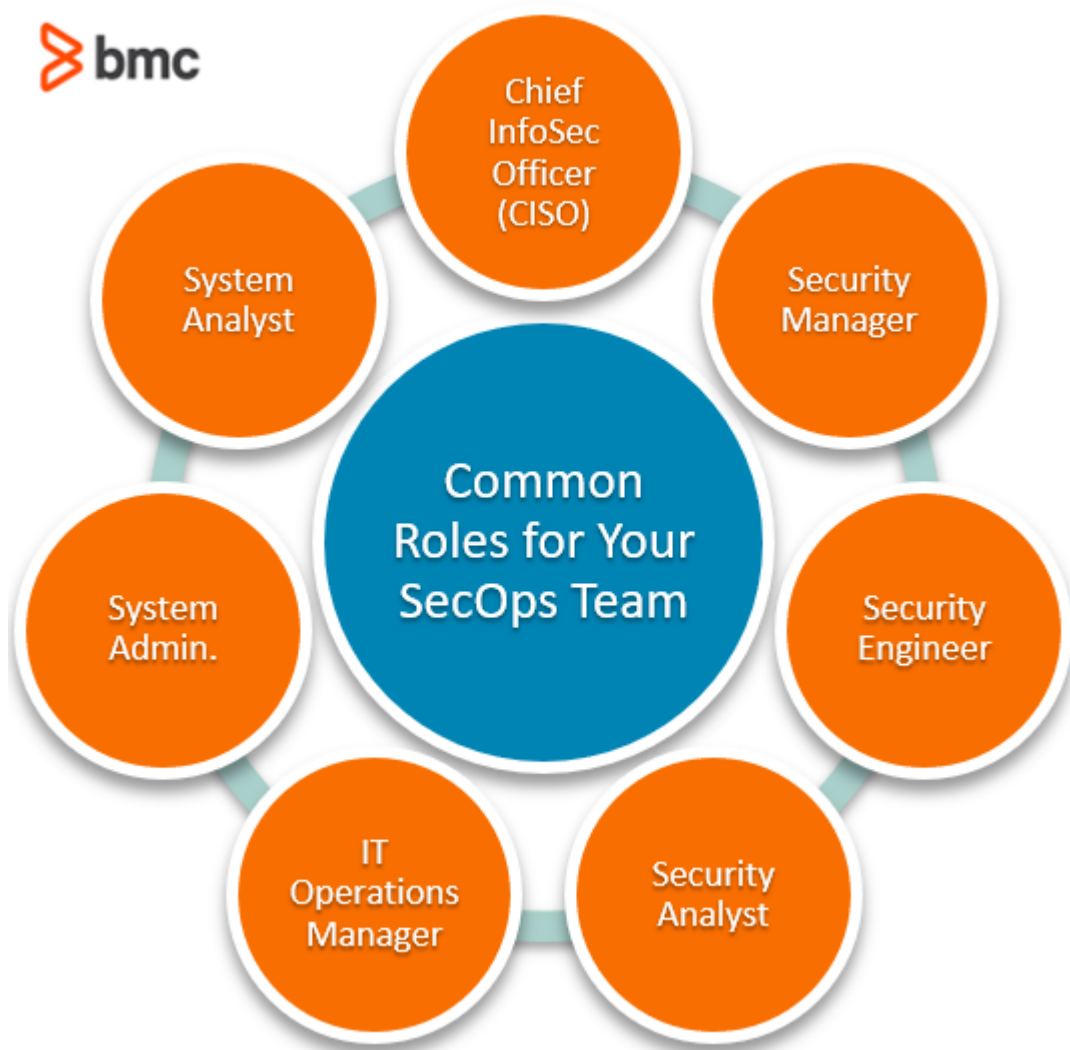 bmc
Chief
InfoSec
Officer
(CISO)
Security
Manager
Security
Engineer
Security
Analyst
IT
Operations
Manager
System
Admin.
System
Analyst
Common
Roles for Your
SecOps Team